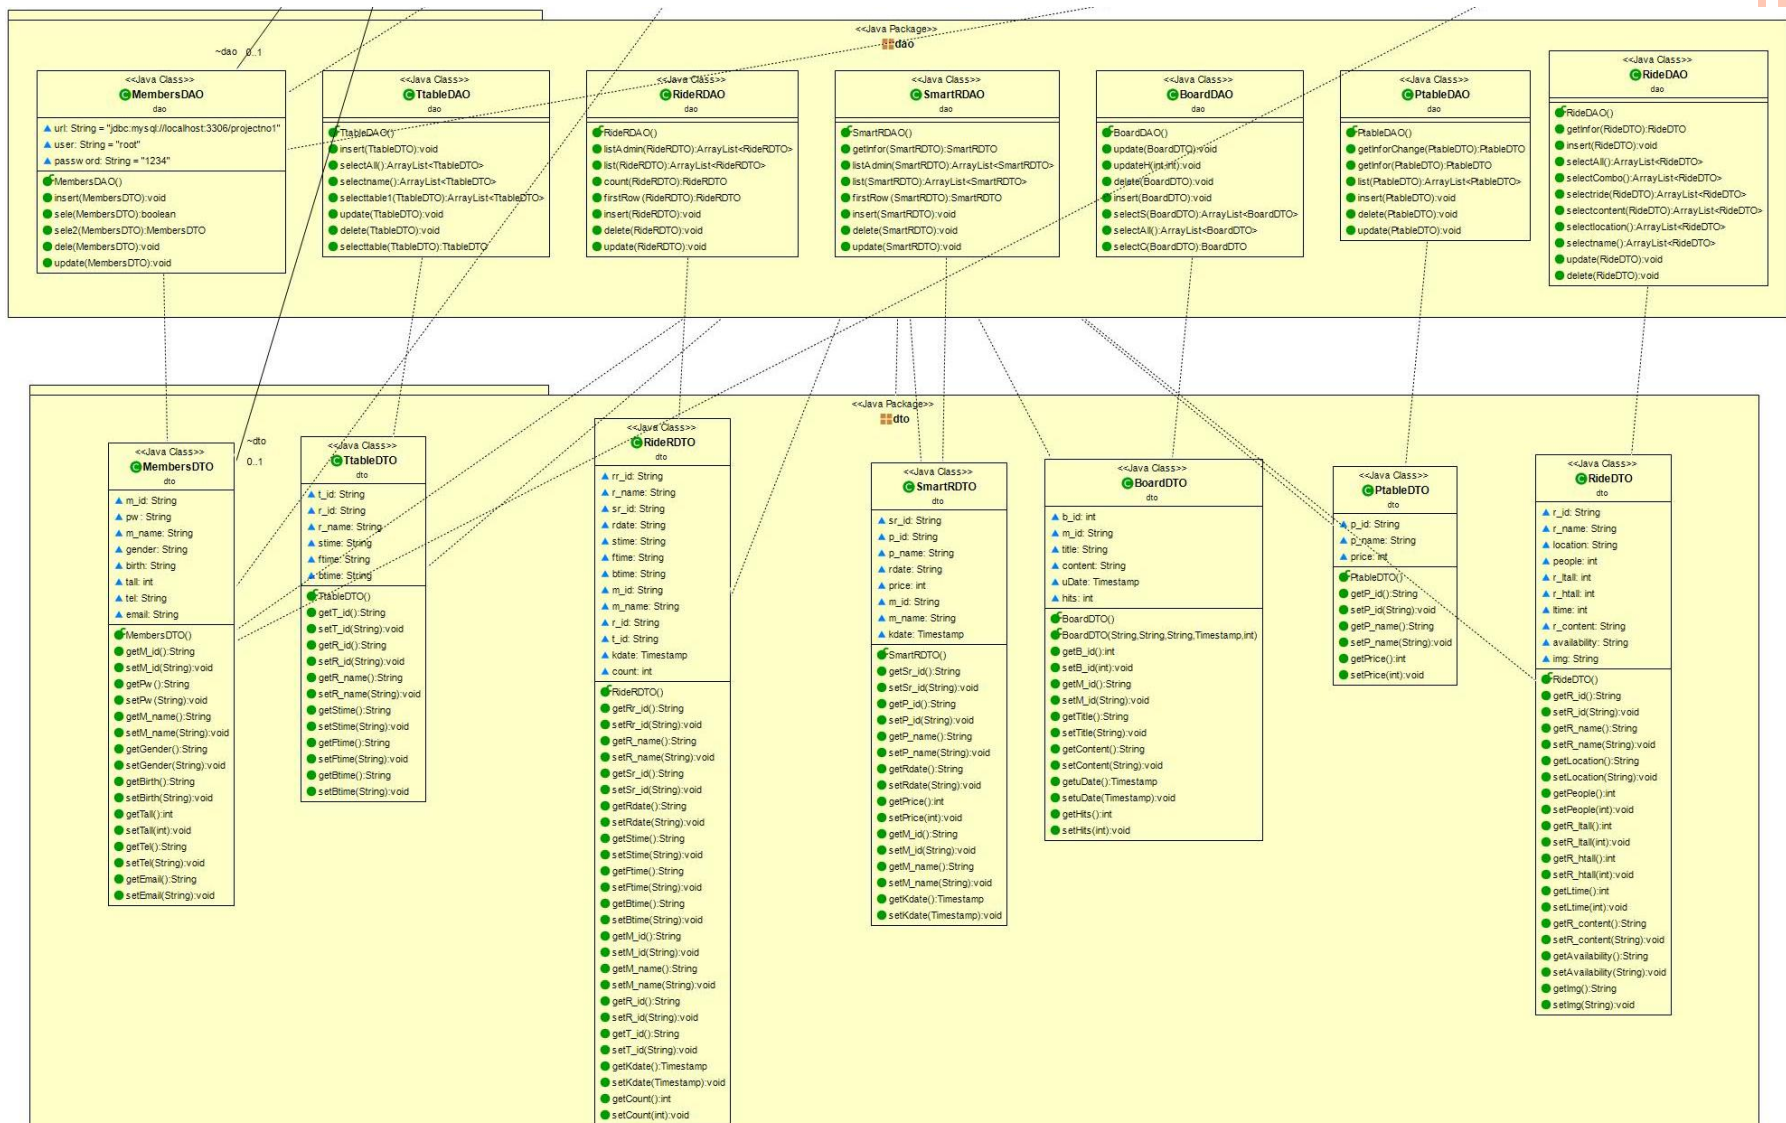 <<Java Package>>
dao
~dao 0..1
<<Java Class>>
MembersDAO
dao
url: String = "jdbc:mysql://localhost:3306/projectno1"
user: String = "root"
password: String = "1234"
MembersDAO()
insert(MembersDTO):void
sele(MembersDTO):boolean
sele2(MembersDTO):MembersDTO
dele(MembersDTO):void
update(MembersDTO):void
<<Java Class>>
TtableDAO
dao
TtableDAO()
insert(TtableDTO):void
selectAll():ArrayList<TtableDTO>
selectname():ArrayList<TtableDTO>
selecttable1(TtableDTO):ArrayList<TtableDTO>
update(TtableDTO):void
delete(TtableDTO):void
selecttable(TtableDTO):TtableDTO
<<Java Class>>
RideRDAO
dao
RideRDAO()
listAdmin(RideRDTO):ArrayList<RideRDTO>
list(RideRDTO):ArrayList<RideRDTO>
count(RideRDTO):RideRDTO
firstRow(RideRDTO):RideRDTO
insert(RideRDTO):void
delete(RideRDTO):void
update(RideRDTO):void
<<Java Class>>
SmartRDAO
dao
SmartRDAO()
getInfor(SmartRDTO):SmartRDTO
listAdmin(SmartRDTO):ArrayList<SmartRDTO>
list(SmartRDTO):ArrayList<SmartRDTO>
firstRow(SmartRDTO):SmartRDTO
insert(SmartRDTO):void
delete(SmartRDTO):void
update(SmartRDTO):void
<<Java Class>>
BoardDAO
dao
BoardDAO()
update(BoardDTO):void
updateH(int,int):void
delete(BoardDTO):void
insert(BoardDTO):void
selectS(BoardDTO):ArrayList<BoardDTO>
selectAll():ArrayList<BoardDTO>
selectC(BoardDTO):BoardDTO
<<Java Class>>
PtableDAO
dao
PtableDAO()
getInforChange(PtableDTO):PtableDTO
getInfor(PtableDTO):PtableDTO
list(PtableDTO):ArrayList<PtableDTO>
insert(PtableDTO):void
delete(PtableDTO):void
update(PtableDTO):void
<<Java Class>>
RideDAO
dao
RideDAO()
getInfor(RideDTO):RideDTO
insert(RideDTO):void
selectAll():ArrayList<RideDTO>
selectCombo():ArrayList<RideDTO>
selectride(RideDTO):ArrayList<RideDTO>
selectcontent(RideDTO):ArrayList<RideDTO>
selectlocation():ArrayList<RideDTO>
selectname():ArrayList<RideDTO>
update(RideDTO):void
delete(RideDTO):void
<<Java Package>>
dto
~dto
0..1
<<Java Class>>
MembersDTO
dto
m_id: String
pw: String
m_name: String
gender: String
birth: String
tall: int
tel: String
email: String
MembersDTO()
getM_id():String
setM_id(String):void
getPw():String
setPw(String):void
getM_name():String
setM_name(String):void
getGender():String
setGender(String):void
getBirth():String
setBirth(String):void
getTall():int
setTall(int):void
getTel():String
setTel(String):void
getEmail():String
setEmail(String):void
<<Java Class>>
TtableDTO
dto
t_id: String
r_id: String
r_name: String
stime: String
ftime: String
btime: String
TtableDTO()
getT_id():String
setT_id(String):void
getR_id():String
setR_id(String):void
getR_name():String
setR_name(String):void
getStime():String
setStime(String):void
getFtime():String
setFtime(String):void
getBtime():String
setBtime(String):void
<<Java Class>>
RideRDTO
dto
rr_id: String
r_name: String
sr_id: String
rdate: String
stime: String
ftime: String
btime: String
m_id: String
m_name: String
r_id: String
t_id: String
kdate: Timestamp
count: int
RideRDTO()
getRr_id():String
setRr_id(String):void
getR_name():String
setR_name(String):void
getSr_id():String
setSr_id(String):void
getRdate():String
setRdate(String):void
getStime():String
setStime(String):void
getFtime():String
setFtime(String):void
getBtime():String
setBtime(String):void
getM_id():String
setM_id(String):void
getM_name():String
setM_name(String):void
getR_id():String
setR_id(String):void
getT_id():String
setT_id(String):void
getKdate():Timestamp
setKdate(Timestamp):void
getCount():int
setCount(int):void
<<Java Class>>
SmartRDTO
dto
sr_id: String
p_id: String
p_name: String
rdate: String
price: int
m_id: String
m_name: String
kdate: Timestamp
SmartRDTO()
getSr_id():String
setSr_id(String):void
getP_id():String
setP_id(String):void
getP_name():String
setP_name(String):void
getRdate():String
setRdate(String):void
getPrice():int
setPrice(int):void
getM_id():String
setM_id(String):void
getM_name():String
setM_name(String):void
getKdate():Timestamp
setKdate(Timestamp):void
<<Java Class>>
BoardDTO
dto
b_id: int
m_id: String
title: String
content: String
uDate: Timestamp
hits: int
BoardDTO()
BoardDTO(String,String,String,Timestamp,int)
getB_id():int
setB_id(int):void
getM_id():String
setM_id(String):void
getTitle():String
setTitle(String):void
getContent():String
setContent(String):void
getuDate():Timestamp
setuDate(Timestamp):void
getHits():int
setHits(int):void
<<Java Class>>
PtableDTO
dto
p_id: String
p_name: String
price: int
PtableDTO()
getP_id():String
setP_id(String):void
getP_name():String
setP_name(String):void
getPrice():int
setPrice(int):void
<<Java Class>>
RideDTO
dto
r_id: String
r_name: String
location: String
people: int
r_ltall: int
r_htall: int
ltime: int
r_content: String
availability: String
img: String
RideDTO()
getR_id():String
setR_id(String):void
getR_name():String
setR_name(String):void
getLocation():String
setLocation(String):void
getPeople():int
setPeople(int):void
getR_ltall():int
setR_ltall(int):void
getR_htall():int
setR_htall(int):void
getLtime():int
setLtime(int):void
getR_content():String
setR_content(String):void
getAvailability():String
setAvailability(String):void
getImg():String
setImg(String):void